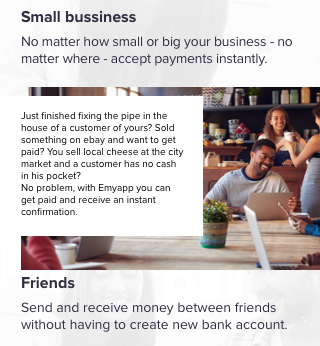 Small bussiness
No matter how small or big your business - no
matter where - accept payments instantly.
Just finished fixing the pipe in the
house of a customer of yours? Sold
something on ebay and want to get
paid? You sell local cheese at the city
market and a customer has no cash
in his pocket?
No problem, with Emyapp you can
get paid and receive an instant
confirmation.
Friends
Send and receive money between friends
without having to create new bank account.